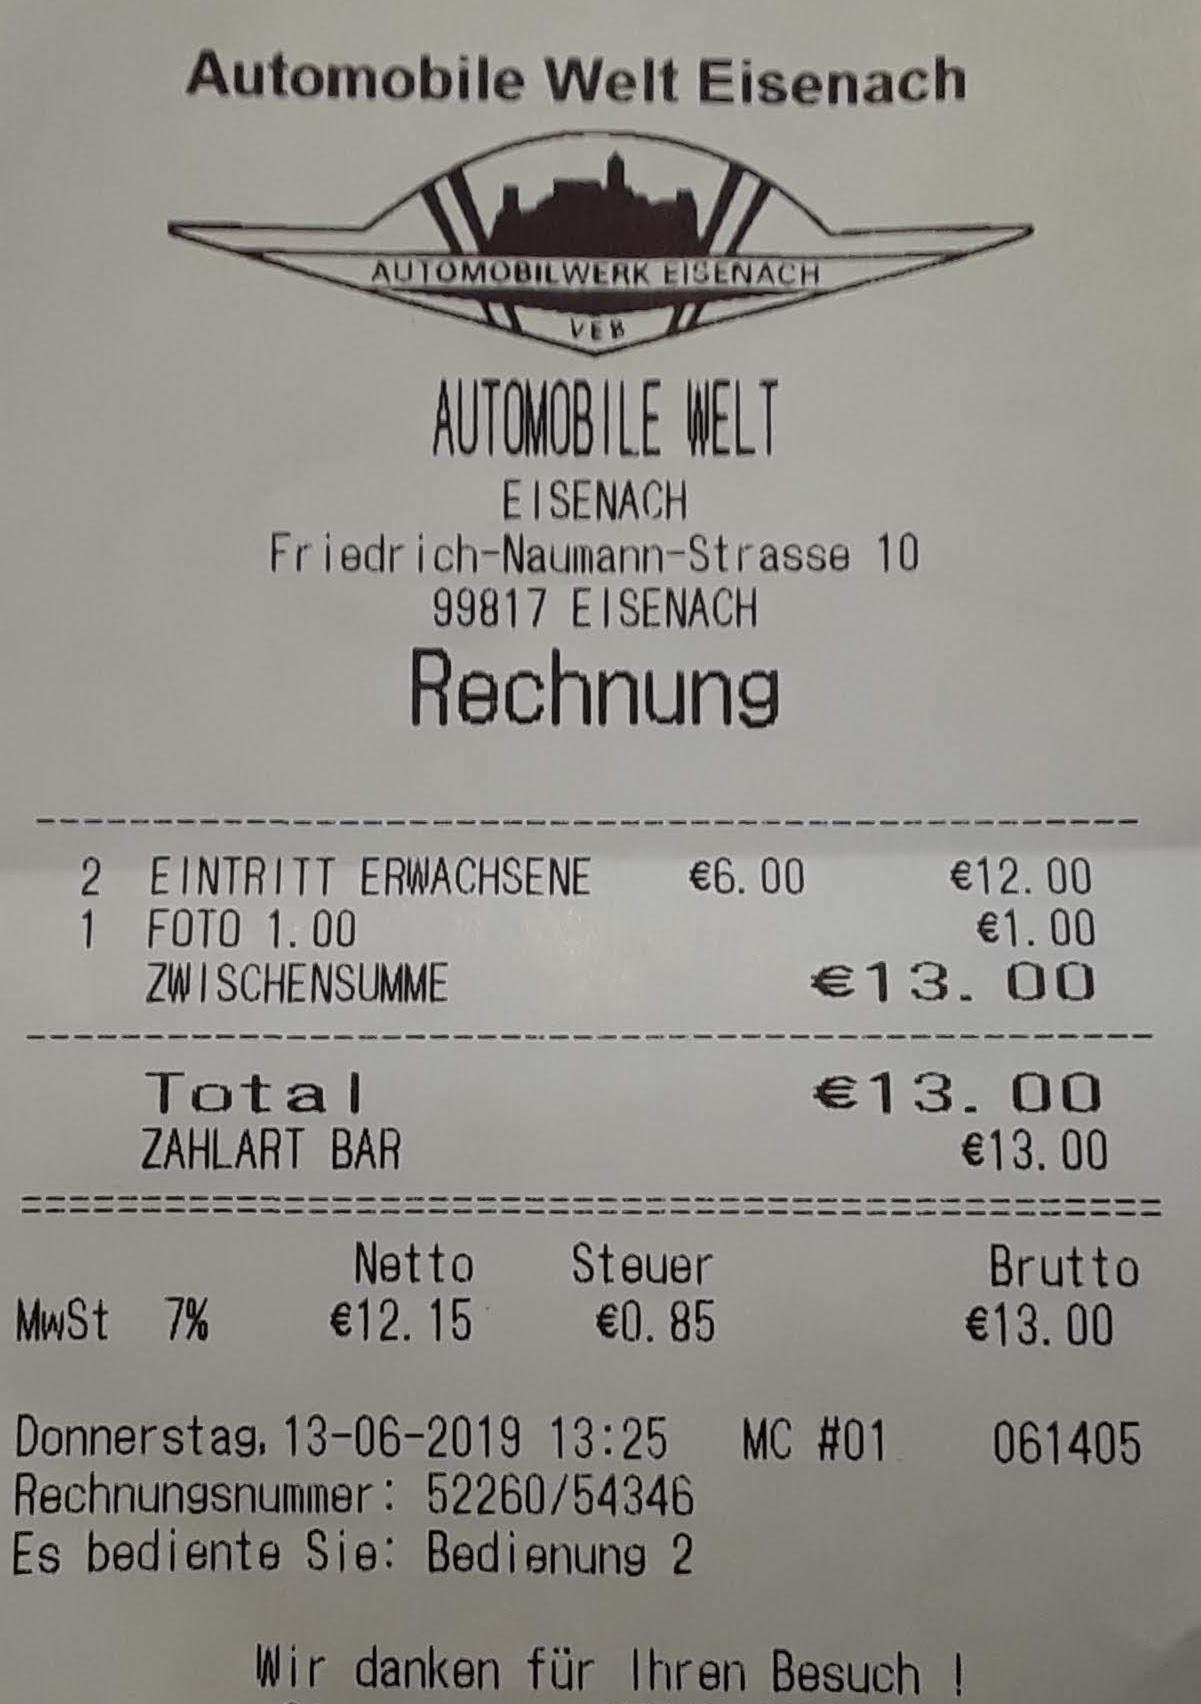 Automobile Welt Eisenach
AUTOMOBILWERK EISENACH
VEB
AUTOMOBILE WELT
EISENACH
Friedrich-Naumann-Strasse 10
99817 EISENACH
Rechnung
2 EINTRITT ERWACHSENE €6.00 €12.00
1 FOTO 1.00 €1.00
ZWISCHENSUMME €13.00
Total €13.00
ZAHLART BAR €13.00
Netto Steuer Brutto
MwSt 7% €12.15 €0.85 €13.00
Donnerstag, 13-06-2019 13:25 MC #01 061405
Rechnungsnummer: 52260/54346
Es bediente Sie: Bedienung 2
Wir danken für Ihren Besuch !